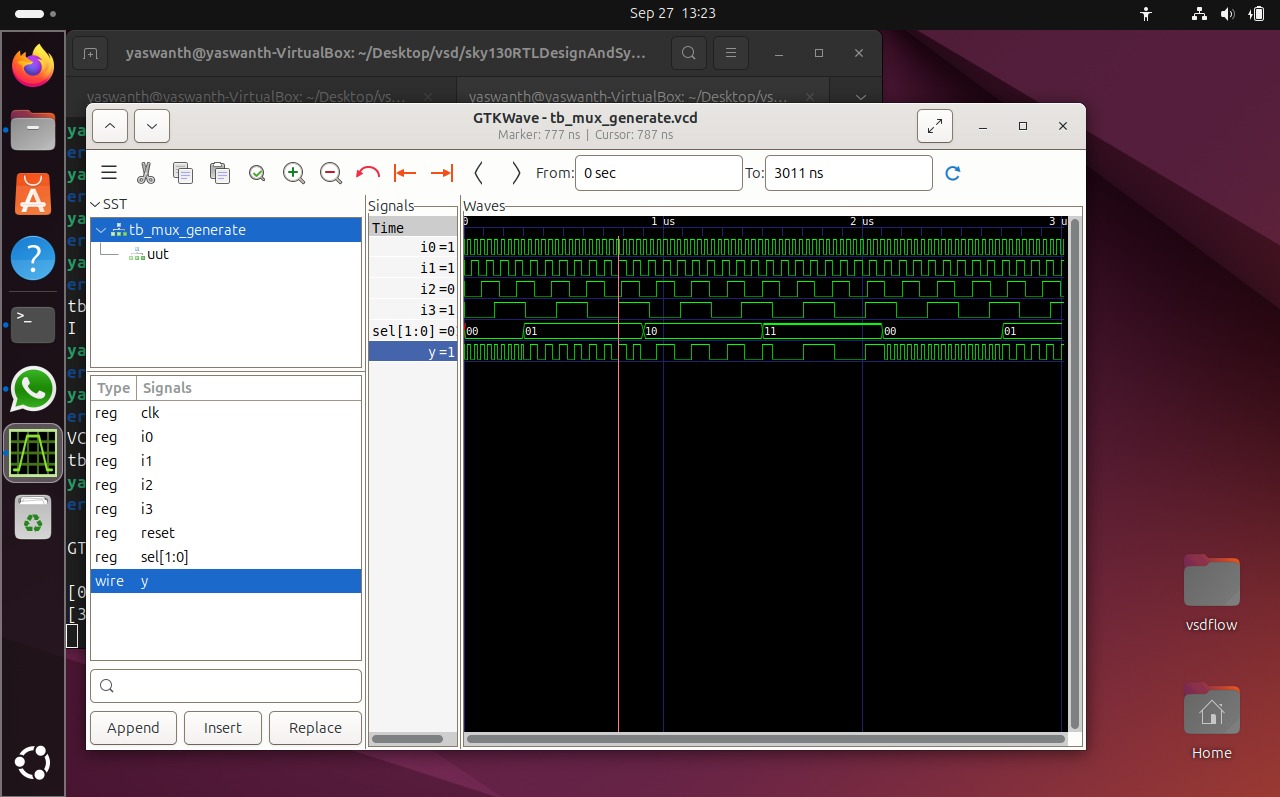 Sep 27 13:23
yaswanth@yaswanth-VirtualBox: ~/Desktop/vsd/sky130RTLDesignAndSy...
yaswanth@yaswanth-VirtualBox: ~/Desktop/vs...
yaswanth@yaswanth-VirtualBox: ~/Desktop/vs...
GTKWave - tb_mux_generate.vcd
Marker: 777 ns | Cursor: 787 ns
From: 0 sec To: 3011 ns
SST
tb_mux_generate
uut
Type Signals
reg clk
reg i0
reg i1
reg i2
reg i3
reg reset
reg sel[1:0]
wire y
Append Insert Replace
Signals
Time
i0 =1
i1 =1
i2 =0
i3 =1
sel[1:0] =0
y =1
Waves
0 1 us 2 us 3 u
00 01 10 11 00 01
ya
er
ya
er
ya
er
ya
er
tb
I
ya
er
ya
er
VC
tb
ya
er
GT
[0
[3
vsdflow
Home